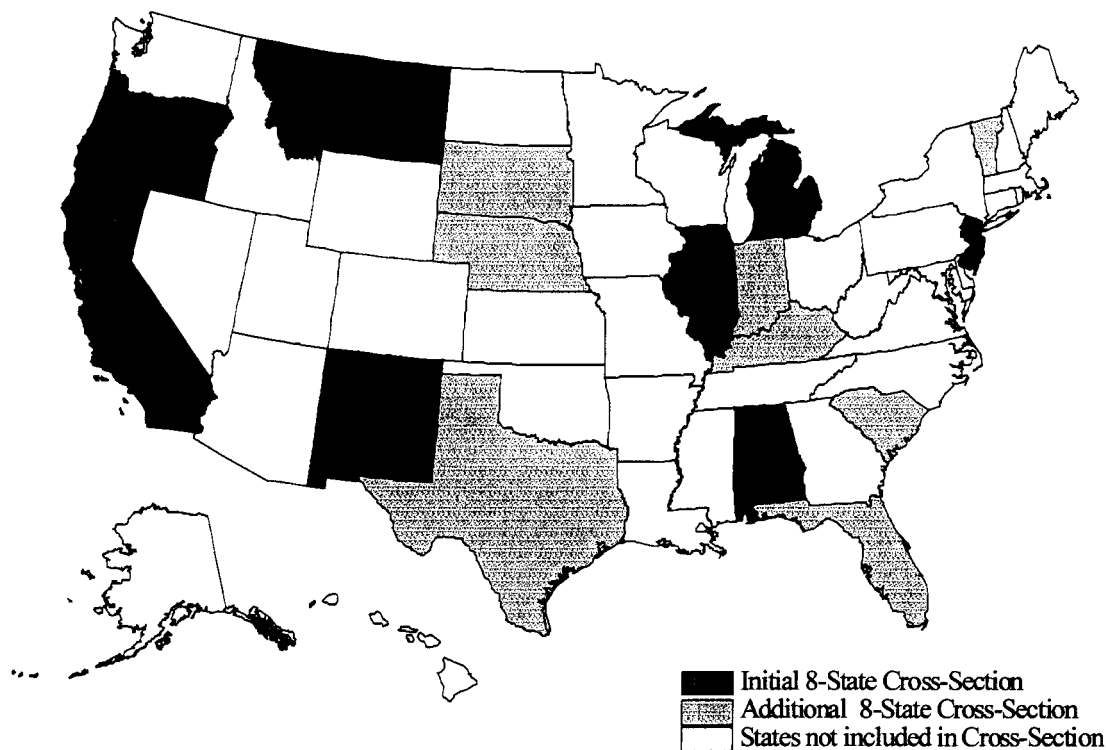 Initial 8-State Cross-Section
Additional 8-State Cross-Section
States not included in Cross-Section